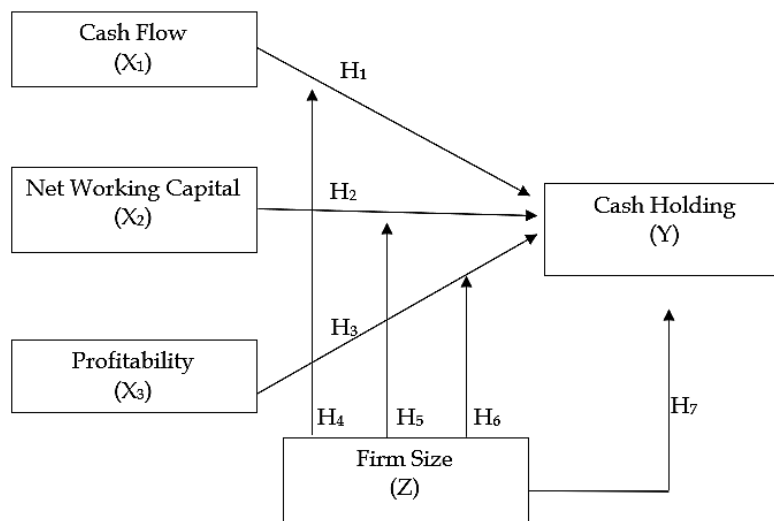 Cash Flow
(X₁)
H₁
Net Working Capital
(X₂)
H₂
Cash Holding
(Y)
H₃
Profitability
(X₃)
H₄
H₅
H₆
H₇
Firm Size
(Z)